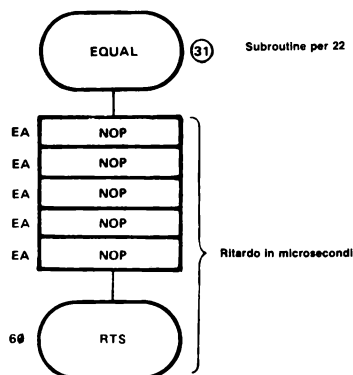 EQUAL 31 Subroutine per 22
EA NOP
EA NOP
EA NOP
EA NOP
EA NOP
Ritardo in microsecondi
60 RTS